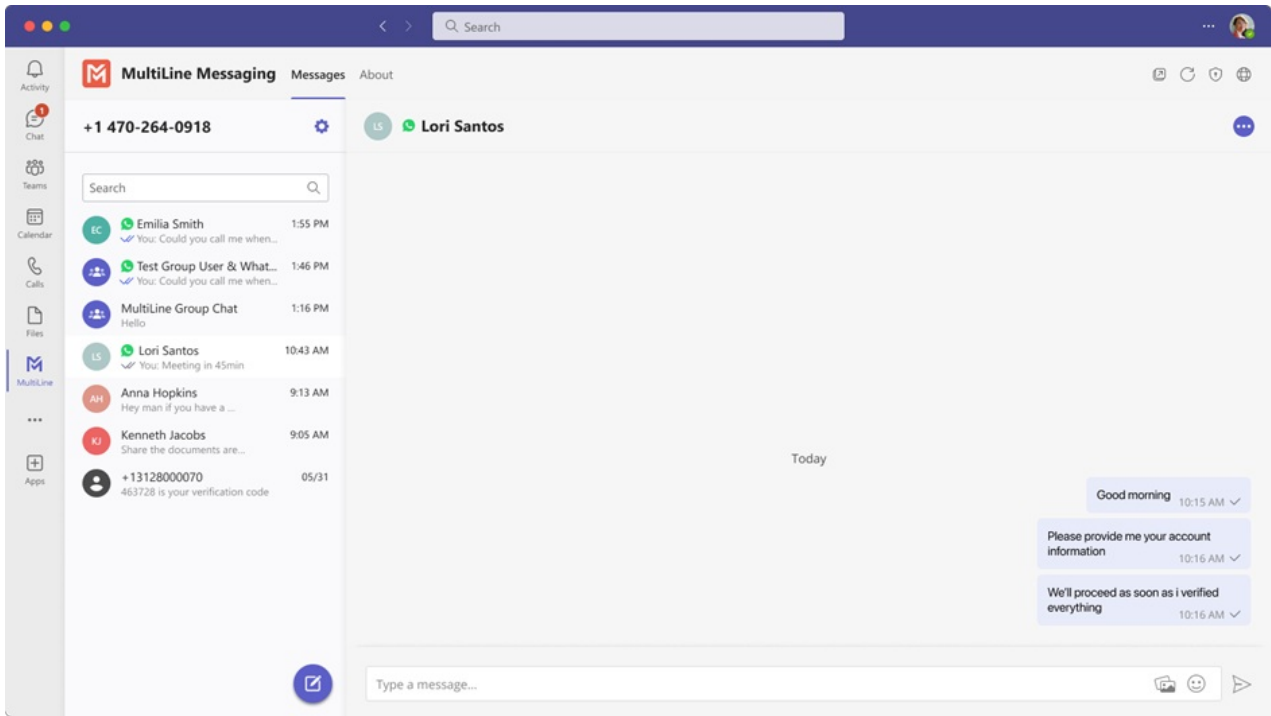 Search
Activity
1
Chat
Teams
Calendar
Calls
Files
MultiLine
Apps
MultiLine Messaging
Messages
About
+1 470-264-0918
Search
EC
Emilia Smith
1:55 PM
You: Could you call me when...
Test Group User & What...
1:46 PM
You: Could you call me when...
MultiLine Group Chat
1:16 PM
Hello
LS
Lori Santos
10:43 AM
You: Meeting in 45min
AH
Anna Hopkins
9:13 AM
Hey man if you have a ...
KJ
Kenneth Jacobs
9:05 AM
Share the documents are...
+13128000070
05/31
463728 is your verification code
LS
Lori Santos
Today
Good morning
10:15 AM
Please provide me your account
information
10:16 AM
We'll proceed as soon as i verified
everything
10:16 AM
Type a message...